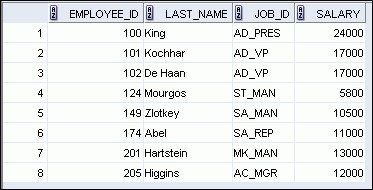 EMPLOYEE_ID LAST_NAME JOB_ID SALARY
1 100 King AD_PRES 24000
2 101 Kochhar AD_VP 17000
3 102 De Haan AD_VP 17000
4 124 Mourgos ST_MAN 5800
5 149 Zlotkey SA_MAN 10500
6 174 Abel SA_REP 11000
7 201 Hartstein MK_MAN 13000
8 205 Higgins AC_MGR 12000